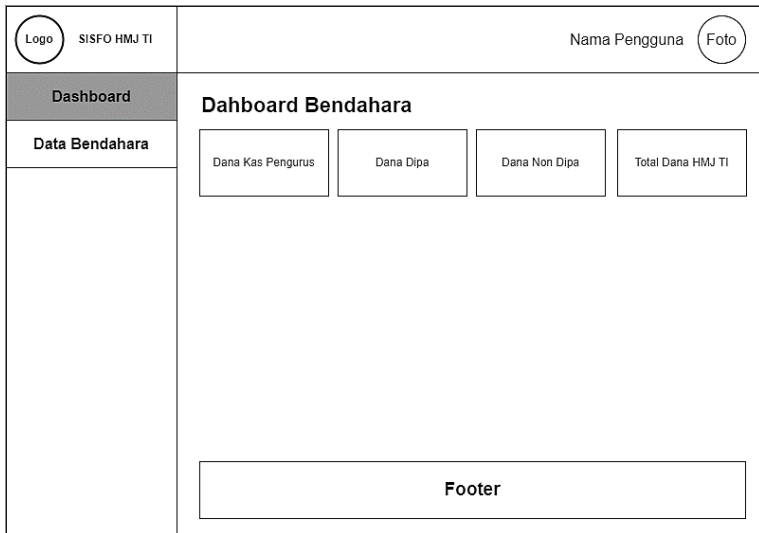 Logo
SISFO HMJ TI
Nama Pengguna
Foto
Dashboard
Data Bendahara
Dahboard Bendahara
Dana Kas Pengurus
Dana Dipa
Dana Non Dipa
Total Dana HMJ TI
Footer